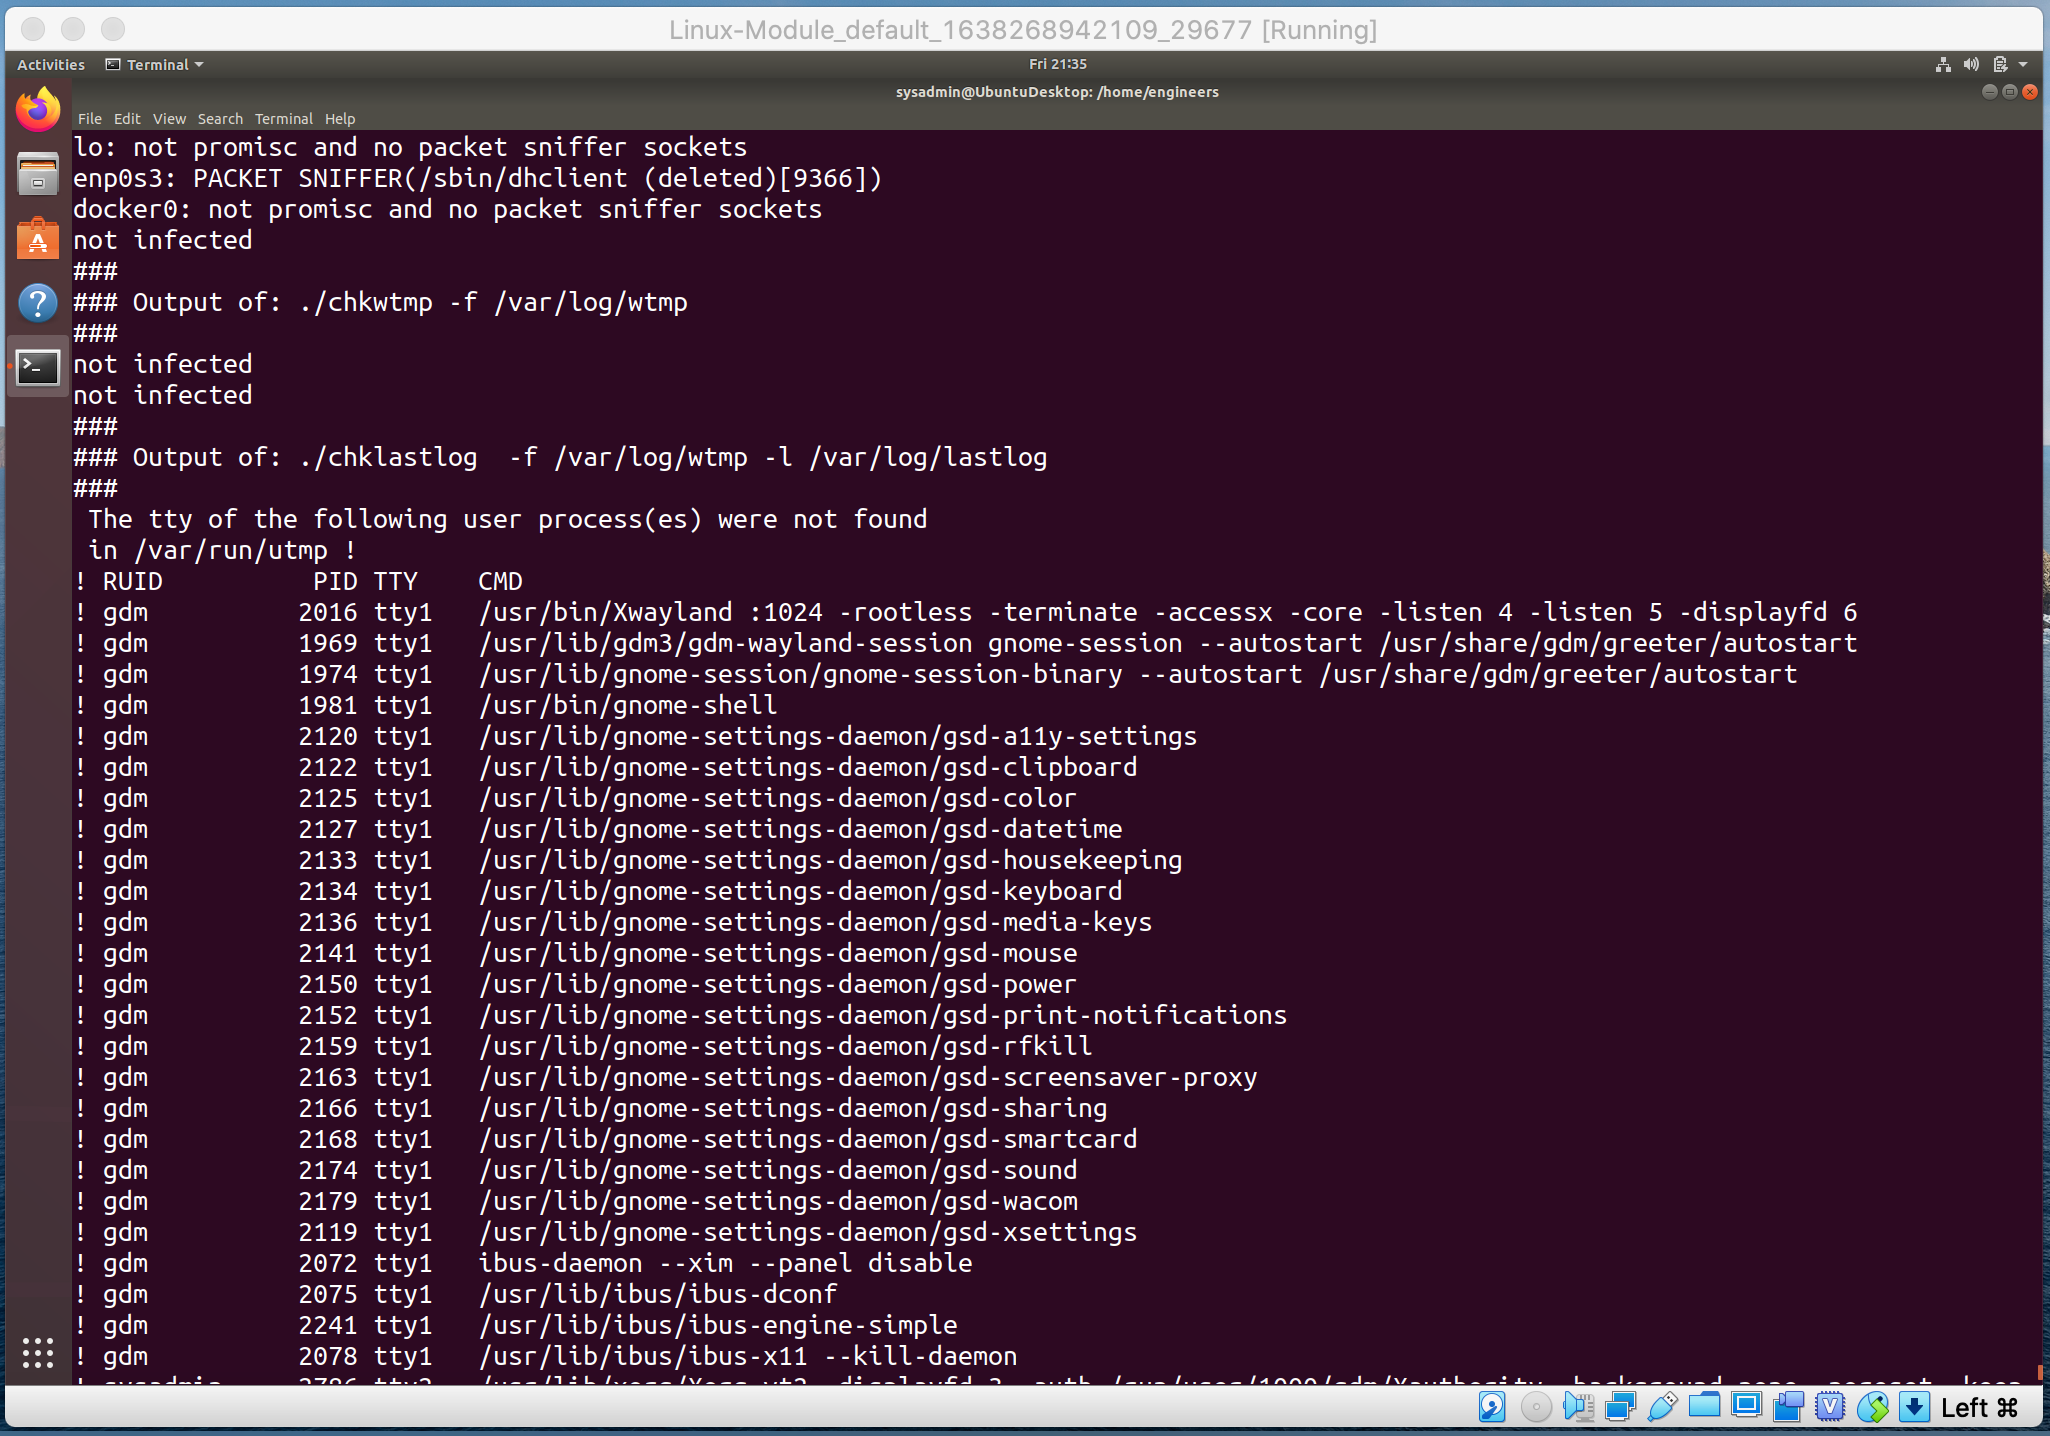 Linux-Module_default_1638268942109_29677 [Running]
Activities Terminal Fri 21:35
sysadmin@UbuntuDesktop: /home/engineers
File Edit View Search Terminal Help
lo: not promisc and no packet sniffer sockets
enp0s3: PACKET SNIFFER(/sbin/dhclient (deleted)[9366])
docker0: not promisc and no packet sniffer sockets
not infected
###
### Output of: ./chkwtmp -f /var/log/wtmp
###
not infected
not infected
###
### Output of: ./chklastlog  -f /var/log/wtmp -l /var/log/lastlog
###
 The tty of the following user process(es) were not found
 in /var/run/utmp !
! RUID          PID TTY    CMD
! gdm          2016 tty1   /usr/bin/Xwayland :1024 -rootless -terminate -accessx -core -listen 4 -listen 5 -displayfd 6
! gdm          1969 tty1   /usr/lib/gdm3/gdm-wayland-session gnome-session --autostart /usr/share/gdm/greeter/autostart
! gdm          1974 tty1   /usr/lib/gnome-session/gnome-session-binary --autostart /usr/share/gdm/greeter/autostart
! gdm          1981 tty1   /usr/bin/gnome-shell
! gdm          2120 tty1   /usr/lib/gnome-settings-daemon/gsd-a11y-settings
! gdm          2122 tty1   /usr/lib/gnome-settings-daemon/gsd-clipboard
! gdm          2125 tty1   /usr/lib/gnome-settings-daemon/gsd-color
! gdm          2127 tty1   /usr/lib/gnome-settings-daemon/gsd-datetime
! gdm          2133 tty1   /usr/lib/gnome-settings-daemon/gsd-housekeeping
! gdm          2134 tty1   /usr/lib/gnome-settings-daemon/gsd-keyboard
! gdm          2136 tty1   /usr/lib/gnome-settings-daemon/gsd-media-keys
! gdm          2141 tty1   /usr/lib/gnome-settings-daemon/gsd-mouse
! gdm          2150 tty1   /usr/lib/gnome-settings-daemon/gsd-power
! gdm          2152 tty1   /usr/lib/gnome-settings-daemon/gsd-print-notifications
! gdm          2159 tty1   /usr/lib/gnome-settings-daemon/gsd-rfkill
! gdm          2163 tty1   /usr/lib/gnome-settings-daemon/gsd-screensaver-proxy
! gdm          2166 tty1   /usr/lib/gnome-settings-daemon/gsd-sharing
! gdm          2168 tty1   /usr/lib/gnome-settings-daemon/gsd-smartcard
! gdm          2174 tty1   /usr/lib/gnome-settings-daemon/gsd-sound
! gdm          2179 tty1   /usr/lib/gnome-settings-daemon/gsd-wacom
! gdm          2119 tty1   /usr/lib/gnome-settings-daemon/gsd-xsettings
! gdm          2072 tty1   ibus-daemon --xim --panel disable
! gdm          2075 tty1   /usr/lib/ibus/ibus-dconf
! gdm          2241 tty1   /usr/lib/ibus/ibus-engine-simple
! gdm          2078 tty1   /usr/lib/ibus/ibus-x11 --kill-daemon
Left ⌘